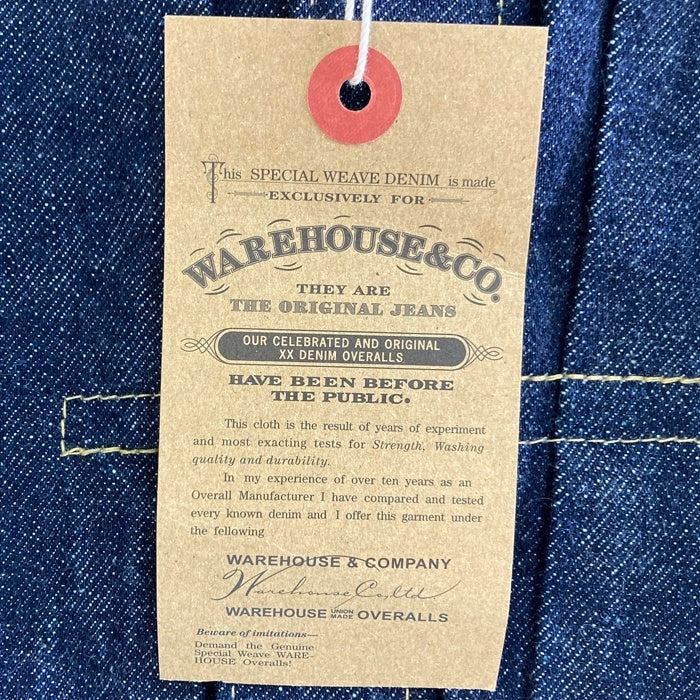 This SPECIAL WEAVE DENIM is made
EXCLUSIVELY FOR
WAREHOUSE&CO.
THEY ARE
THE ORIGINAL JEANS
OUR CELEBRATED AND ORIGINAL
XX DENIM OVERALLS
HAVE BEEN BEFORE
THE PUBLIC.
This cloth is the result of years of experiment
and most exacting tests for Strength, Washing
quality and durability.
In my experience of over ten years as an
Overall Manufacturer I have compared and tested
every known denim and I offer this garment under
the fellowing
WAREHOUSE & COMPANY
Warehouse Co,ltd
WAREHOUSE UNION MADE OVERALLS
Beware of imitations—
Demand the Genuine
Special Weave WARE-
HOUSE Overalls!